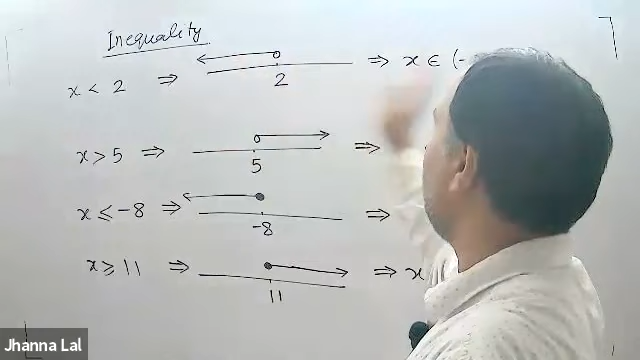 Inequality
x < 2 ⇒ 2 ⇒ x ∈ (-
x > 5 ⇒ 5 ⇒
x ≤ -8 ⇒ -8 ⇒
x ≥ 11 ⇒ 11 ⇒ x
Jhanna Lal